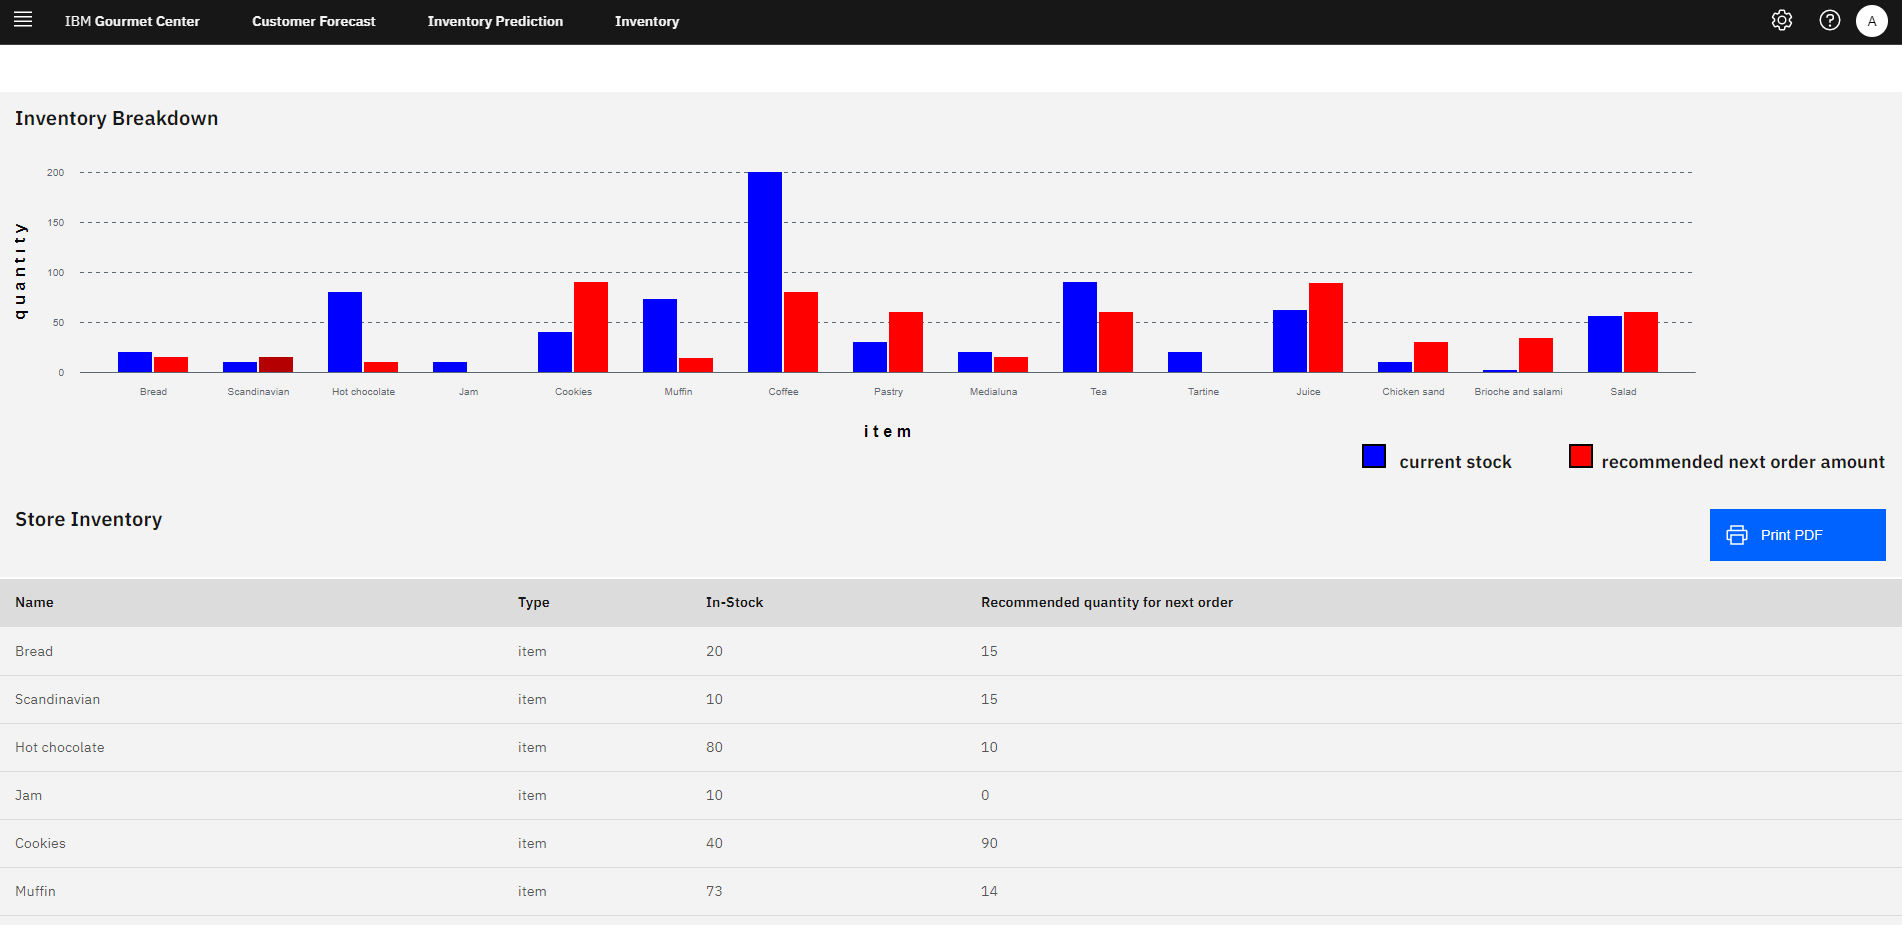 IBM Gourmet Center Customer Forecast Inventory Prediction Inventory A
Inventory Breakdown
200
150
100
50
0
quantity
Bread Scandinavian Hot chocolate Jam Cookies Muffin Coffee Pastry Medialuna Tea Tartine Juice Chicken sand Brioche and salami Salad
item
current stock recommended next order amount
Store Inventory
Print PDF
Name Type In-Stock Recommended quantity for next order
Bread item 20 15
Scandinavian item 10 15
Hot chocolate item 80 10
Jam item 10 0
Cookies item 40 90
Muffin item 73 14